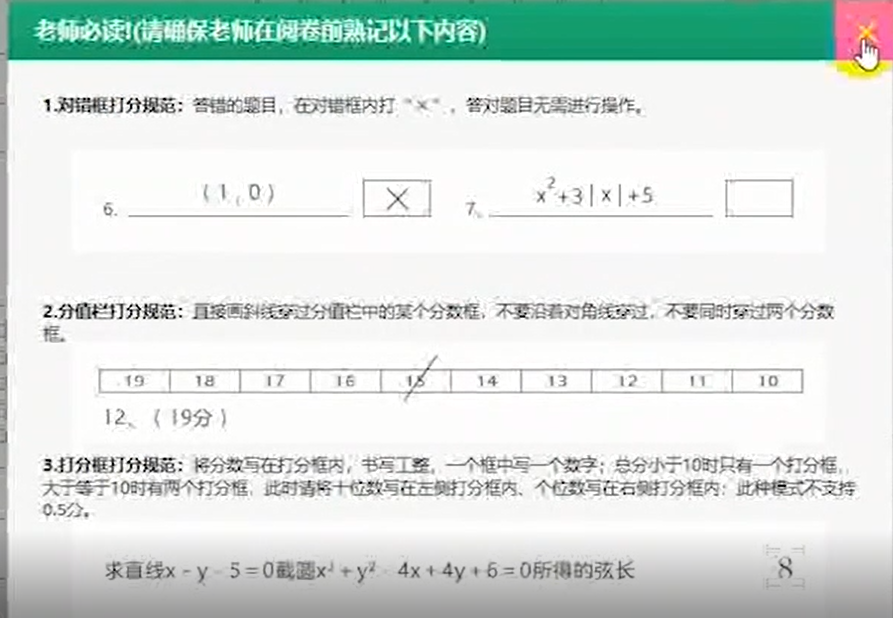 老师必读!(请确保老师在阅卷前熟记以下内容)
1.对错框打分规范：答错的题目，在对错框内打 "×" ，答对题目无需进行操作。
6. (1,0) × 7、 x²+3|x|+5
2.分值栏打分规范：直接画斜线穿过分值栏中的某个分数框，不要沿着对角线穿过，不要同时穿过两个分数
框。
19 18 17 16 15 14 13 12 11 10
12、（19分）
3.打分框打分规范：将分数写在打分框内，书写工整，一个框中写一个数字；总分小于10时只有一个打分框，
大于等于10时有两个打分框，此时请将十位数写在左侧打分框内、个位数写在右侧打分框内；此种模式不支持
0.5分。
求直线x - y - 5 = 0截圆x² + y² - 4x + 4y + 6 = 0所得的弦长 8